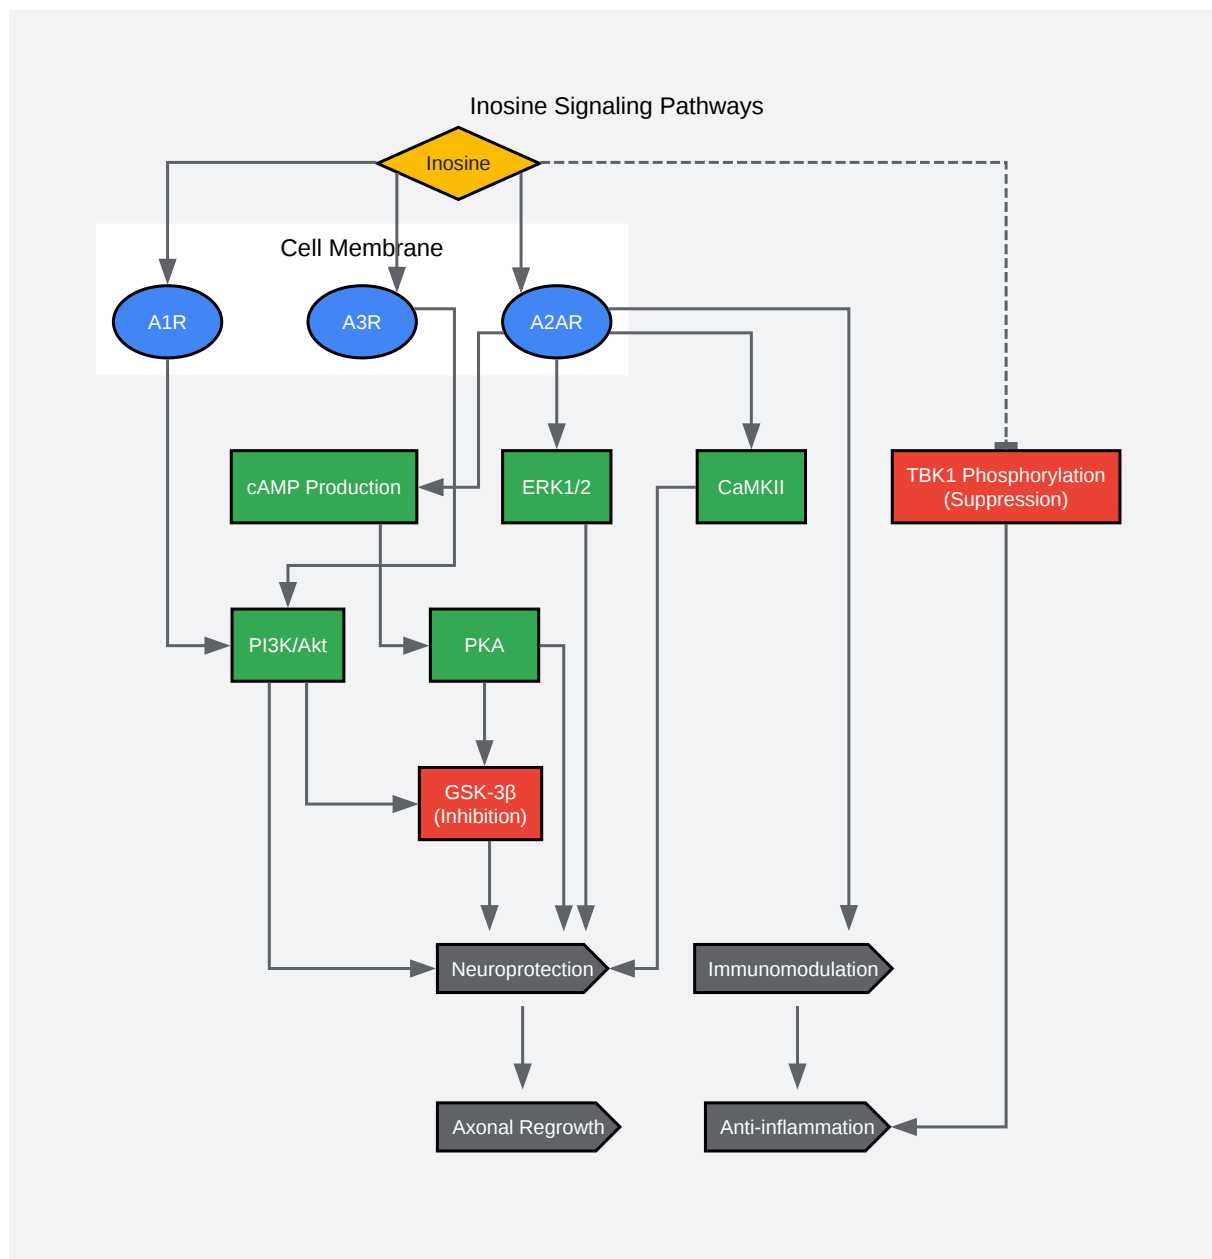 Inosine Signaling Pathways
Inosine
Cell Membrane
A1R
A3R
A2AR
cAMP Production
ERK1/2
CaMKII
TBK1 Phosphorylation
(Suppression)
PI3K/Akt
PKA
GSK-3β
(Inhibition)
Neuroprotection
Immunomodulation
Axonal Regrowth
Anti-inflammation